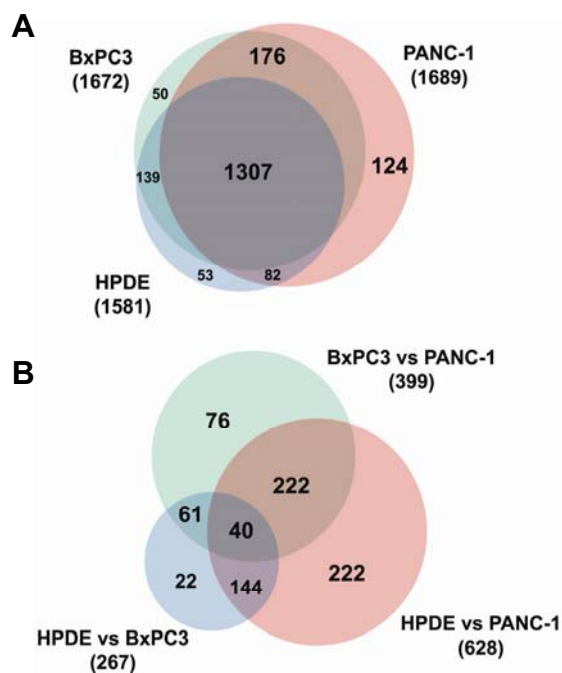 A
BxPC3
(1672)
176
PANC-1
(1689)
50
139
1307
124
HPDE
(1581)
53
82
B
BxPC3 vs PANC-1
(399)
76
222
61
40
22
144
222
HPDE vs BxPC3
(267)
HPDE vs PANC-1
(628)